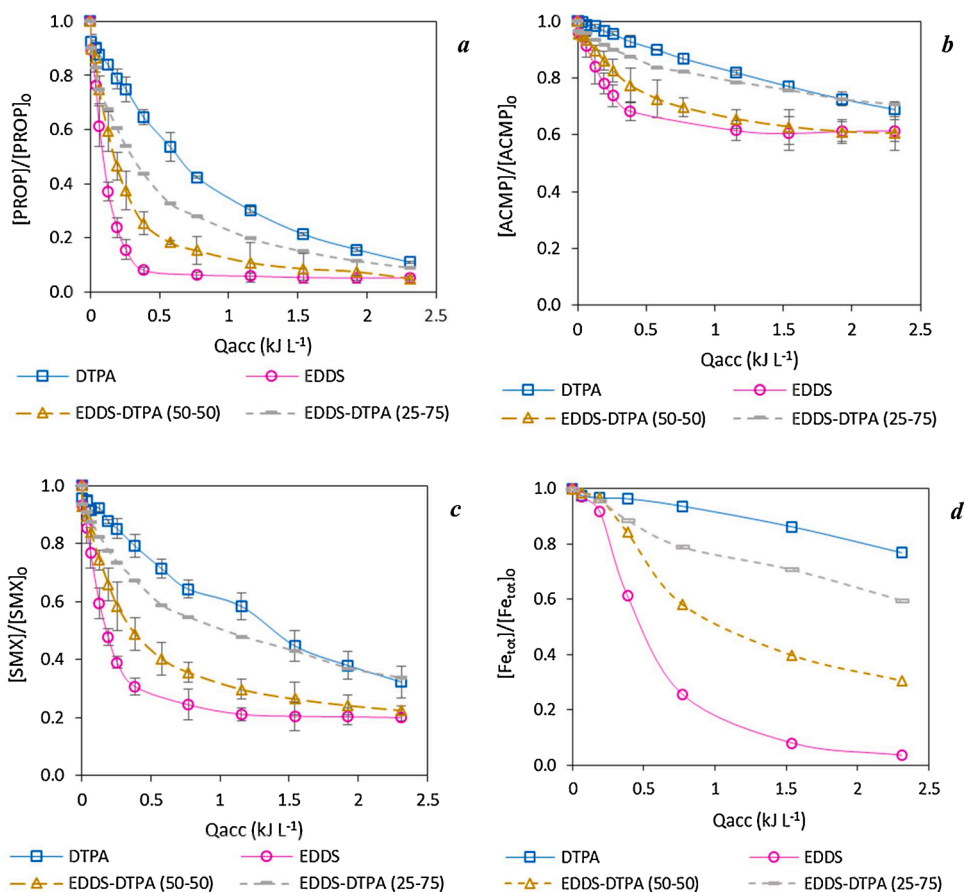 a
[PROP]/[PROP]₀
1.0
0.8
0.6
0.4
0.2
0.0
0 0.5 1 1.5 2 2.5
Qacc (kJ L⁻¹)
DTPA EDDS
EDDS-DTPA (50-50) EDDS-DTPA (25-75)
b
[ACMP]/[ACMP]₀
1.0
0.8
0.6
0.4
0.2
0.0
0 0.5 1 1.5 2 2.5
Qacc (kJ L⁻¹)
DTPA EDDS
EDDS-DTPA (50-50) EDDS-DTPA (25-75)
c
[SMX]/[SMX]₀
1.0
0.8
0.6
0.4
0.2
0.0
0 0.5 1 1.5 2 2.5
Qacc (kJ L⁻¹)
DTPA EDDS
EDDS-DTPA (50-50) EDDS-DTPA (25-75)
d
[Fe_tot]/[Fe_tot]₀
1.0
0.8
0.6
0.4
0.2
0.0
0 0.5 1 1.5 2 2.5
Qacc (kJ L⁻¹)
DTPA EDDS
EDDS-DTPA (50-50) EDDS-DTPA (25-75)